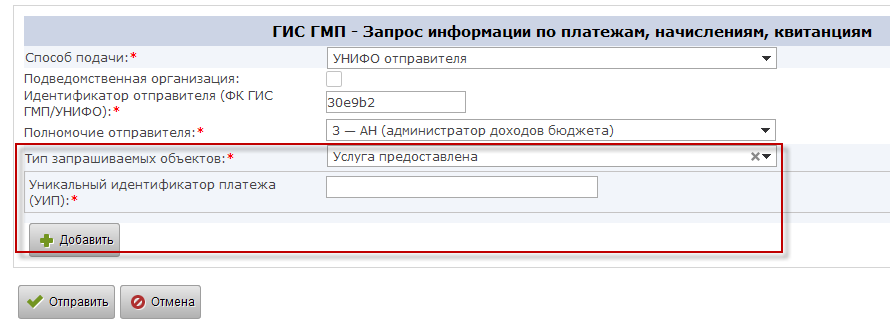 ГИС ГМП - Запрос информации по платежам, начислениям, квитанциям
Способ подачи:* УНИФО отправителя
Подведомственная организация:
Идентификатор отправителя (ФК ГИС
ГМП/УНИФО):* 30e9b2
Полномочие отправителя:* 3 — АН (администратор доходов бюджета)
Тип запрашиваемых объектов:* Услуга предоставлена
Уникальный идентификатор платежа
(УИП):*
Добавить
Отправить Отмена